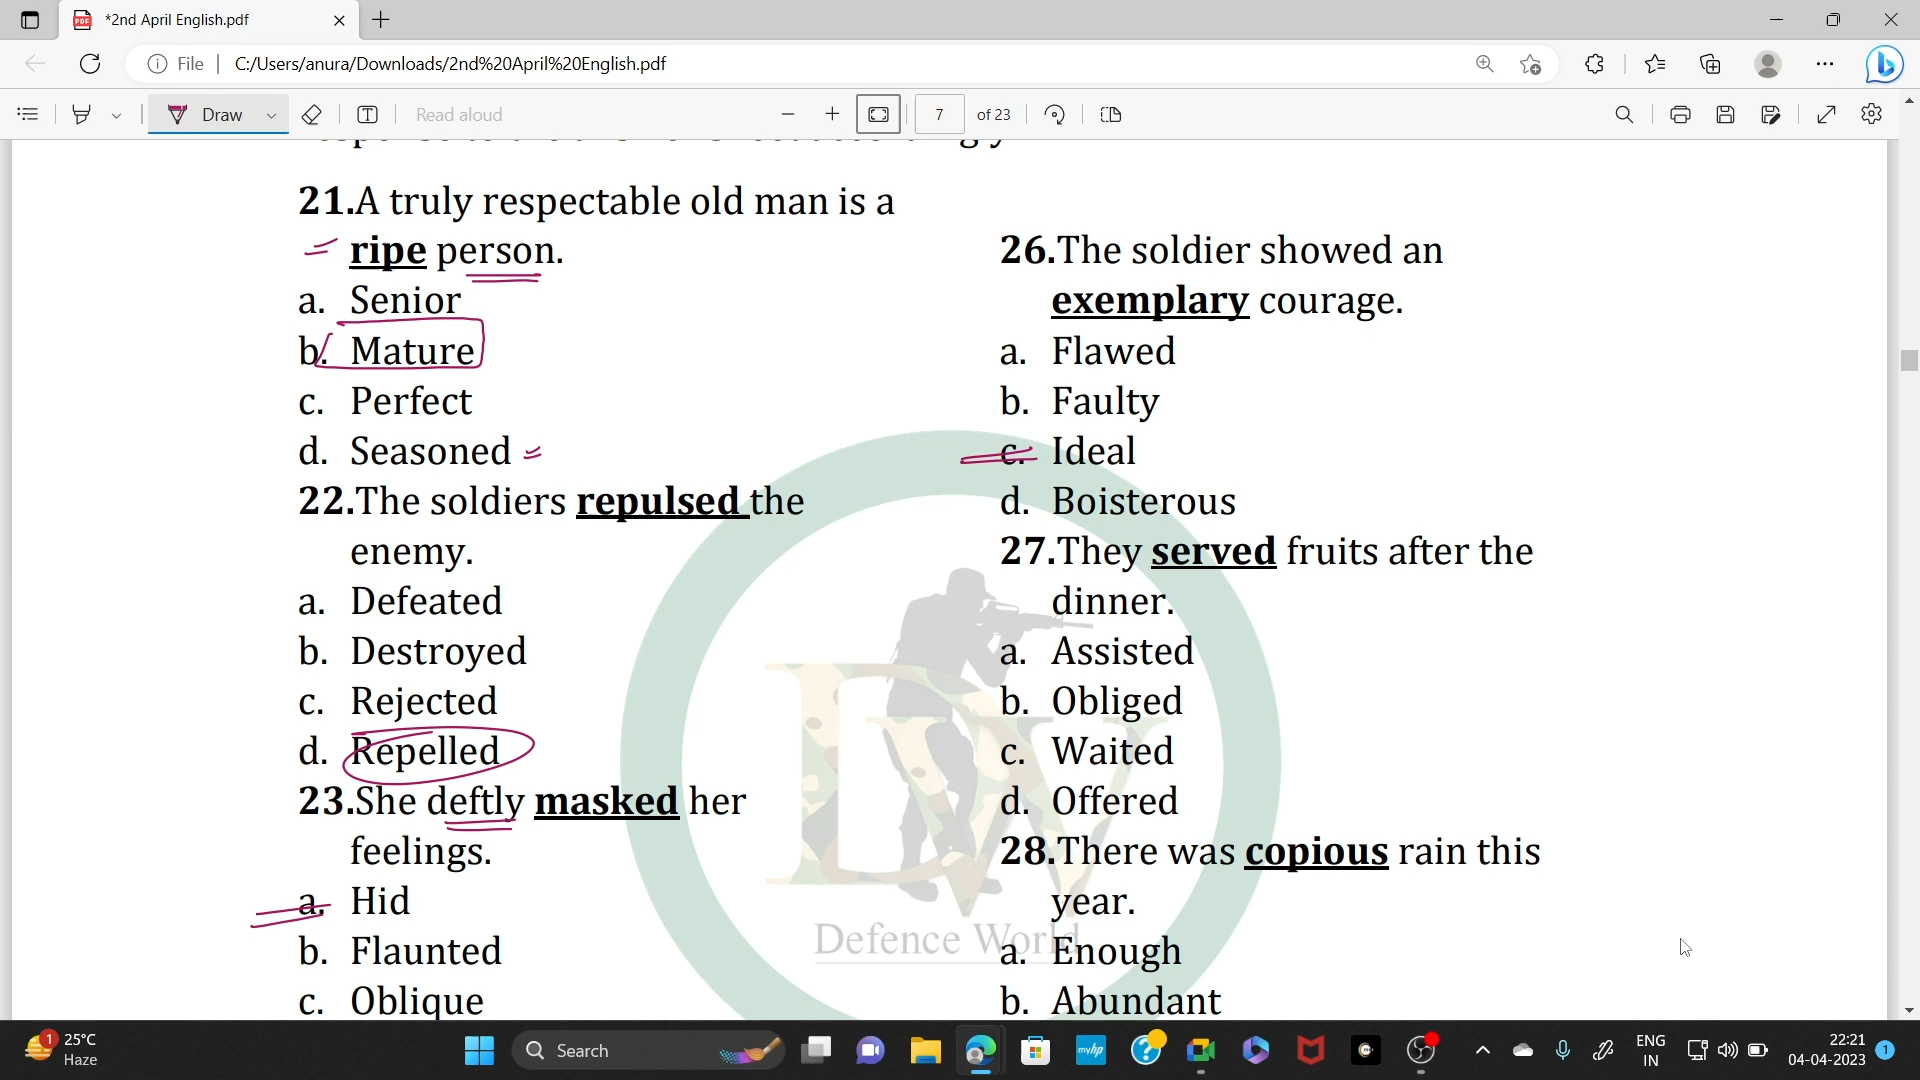 *2nd April English.pdf
File
C:/Users/anura/Downloads/2nd%20April%20English.pdf
Draw
Read aloud
7
of 23
21.A truly respectable old man is a
ripe person.
a. Senior
b. Mature
c. Perfect
d. Seasoned
22.The soldiers repulsed the
enemy.
a. Defeated
b. Destroyed
c. Rejected
d. Repelled
23.She deftly masked her
feelings.
a. Hid
b. Flaunted
c. Oblique
26.The soldier showed an
exemplary courage.
a. Flawed
b. Faulty
c. Ideal
d. Boisterous
27.They served fruits after the
dinner.
a. Assisted
b. Obliged
c. Waited
d. Offered
28.There was copious rain this
year.
a. Enough
b. Abundant
DW
Defence World
1
25°C
Haze
Search
myhp
ENG
IN
22:21
04-04-2023
1